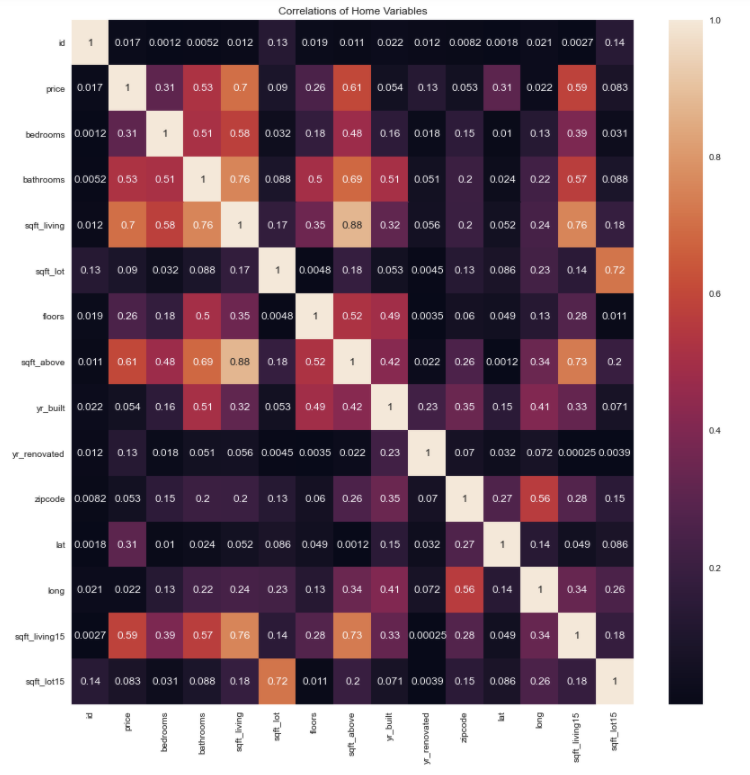 Correlations of Home Variables
id 1 0.017 0.0012 0.0052 0.012 0.13 0.019 0.011 0.022 0.012 0.0082 0.0018 0.021 0.0027 0.14
price 0.017 1 0.31 0.53 0.7 0.09 0.26 0.61 0.054 0.13 0.053 0.31 0.022 0.59 0.083
bedrooms 0.0012 0.31 1 0.51 0.58 0.032 0.18 0.48 0.16 0.018 0.15 0.01 0.13 0.39 0.031
bathrooms 0.0052 0.53 0.51 1 0.76 0.088 0.5 0.69 0.51 0.051 0.2 0.024 0.22 0.57 0.088
sqft_living 0.012 0.7 0.58 0.76 1 0.17 0.35 0.88 0.32 0.056 0.2 0.052 0.24 0.76 0.18
sqft_lot 0.13 0.09 0.032 0.088 0.17 1 0.0048 0.18 0.053 0.0045 0.13 0.086 0.23 0.14 0.72
floors 0.019 0.26 0.18 0.5 0.35 0.0048 1 0.52 0.49 0.0035 0.06 0.049 0.13 0.28 0.011
sqft_above 0.011 0.61 0.48 0.69 0.88 0.18 0.52 1 0.42 0.022 0.26 0.0012 0.34 0.73 0.2
yr_built 0.022 0.054 0.16 0.51 0.32 0.053 0.49 0.42 1 0.23 0.35 0.15 0.41 0.33 0.071
yr_renovated 0.012 0.13 0.018 0.051 0.056 0.0045 0.0035 0.022 0.23 1 0.07 0.032 0.072 0.00025 0.0039
zipcode 0.0082 0.053 0.15 0.2 0.2 0.13 0.06 0.26 0.35 0.07 1 0.27 0.56 0.28 0.15
lat 0.0018 0.31 0.01 0.024 0.052 0.086 0.049 0.0012 0.15 0.032 0.27 1 0.14 0.049 0.086
long 0.021 0.022 0.13 0.22 0.24 0.23 0.13 0.34 0.41 0.072 0.56 0.14 1 0.34 0.26
sqft_living15 0.0027 0.59 0.39 0.57 0.76 0.14 0.28 0.73 0.33 0.00025 0.28 0.049 0.34 1 0.18
sqft_lot15 0.14 0.083 0.031 0.088 0.18 0.72 0.011 0.2 0.071 0.0039 0.15 0.086 0.26 0.18 1
id price bedrooms bathrooms sqft_living sqft_lot floors sqft_above yr_built yr_renovated zipcode lat long sqft_living15 sqft_lot15
1.0
0.8
0.6
0.4
0.2